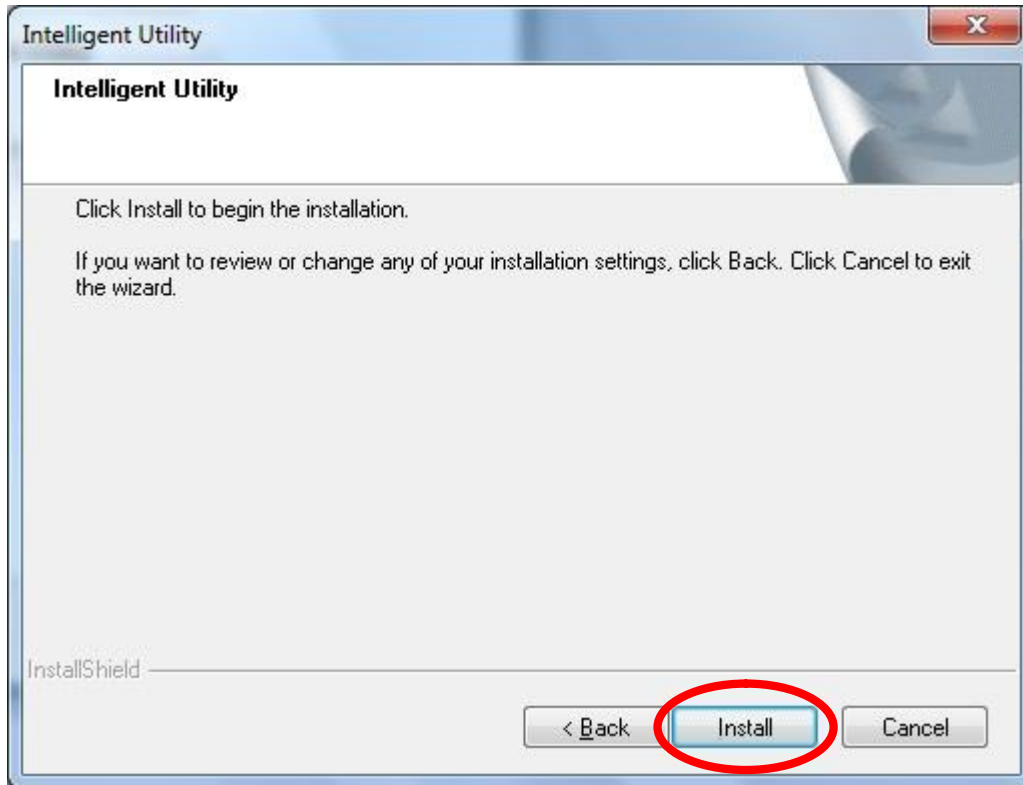 Intelligent Utility
Intelligent Utility
Click Install to begin the installation.
If you want to review or change any of your installation settings, click Back. Click Cancel to exit
the wizard.
InstallShield
< Back
Install
Cancel